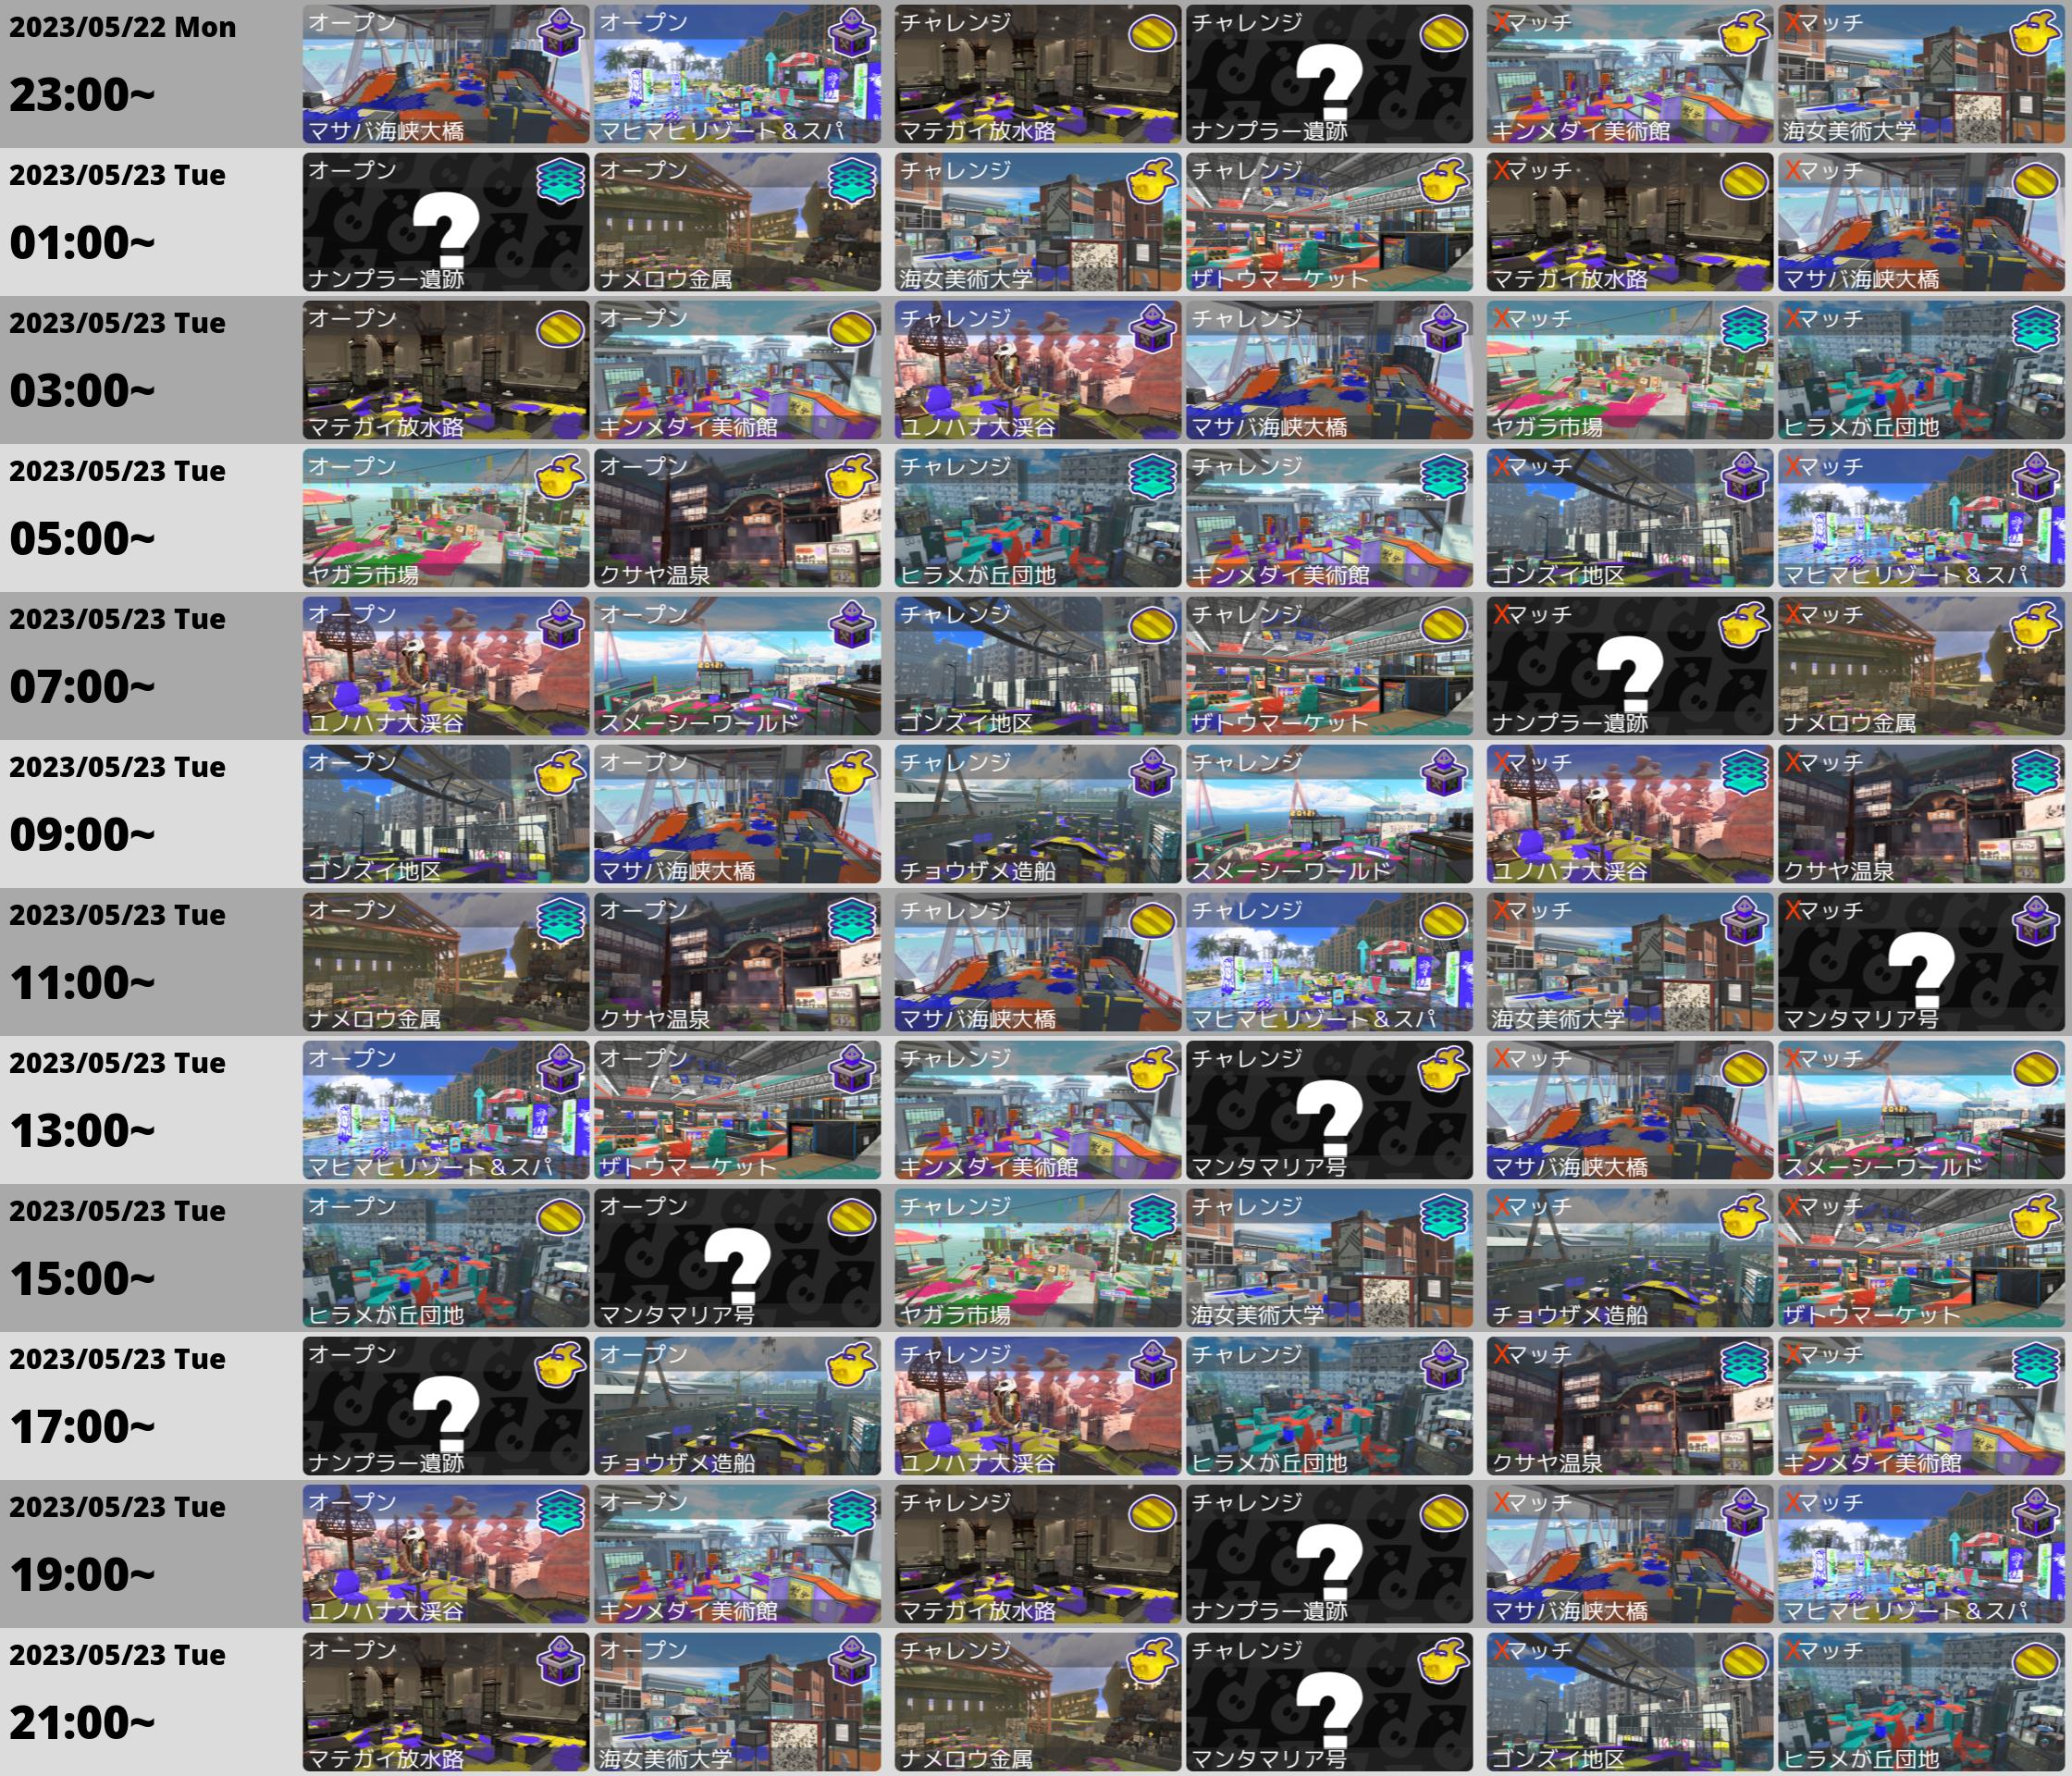 2023/05/22 Mon
23:00~
オープン
マサバ海峡大橋
オープン
マヒマヒリゾート&スパ
チャレンジ
マテガイ放水路
チャレンジ
ナンプラー遺跡
Xマッチ
キンメダイ美術館
Xマッチ
海女美術大学
2023/05/23 Tue
01:00~
オープン
ナンプラー遺跡
オープン
ナメロウ金属
チャレンジ
海女美術大学
チャレンジ
ザトウマーケット
Xマッチ
マテガイ放水路
Xマッチ
マサバ海峡大橋
2023/05/23 Tue
03:00~
オープン
マテガイ放水路
オープン
キンメダイ美術館
チャレンジ
ユノハナ大渓谷
チャレンジ
マサバ海峡大橋
Xマッチ
ヤガラ市場
Xマッチ
ヒラメが丘団地
2023/05/23 Tue
05:00~
オープン
ヤガラ市場
オープン
クサヤ温泉
チャレンジ
ヒラメが丘団地
チャレンジ
キンメダイ美術館
Xマッチ
ゴンズイ地区
Xマッチ
マヒマヒリゾート&スパ
2023/05/23 Tue
07:00~
オープン
ユノハナ大渓谷
オープン
スメーシーワールド
チャレンジ
ゴンズイ地区
チャレンジ
ザトウマーケット
Xマッチ
ナンプラー遺跡
Xマッチ
ナメロウ金属
2023/05/23 Tue
09:00~
オープン
ゴンズイ地区
オープン
マサバ海峡大橋
チャレンジ
チョウザメ造船
チャレンジ
スメーシーワールド
Xマッチ
ユノハナ大渓谷
Xマッチ
クサヤ温泉
2023/05/23 Tue
11:00~
オープン
ナメロウ金属
オープン
クサヤ温泉
チャレンジ
マサバ海峡大橋
チャレンジ
マヒマヒリゾート&スパ
Xマッチ
海女美術大学
Xマッチ
マンタマリア号
2023/05/23 Tue
13:00~
オープン
マヒマヒリゾート&スパ
オープン
ザトウマーケット
チャレンジ
キンメダイ美術館
チャレンジ
マンタマリア号
Xマッチ
マサバ海峡大橋
Xマッチ
スメーシーワールド
2023/05/23 Tue
15:00~
オープン
ヒラメが丘団地
オープン
マンタマリア号
チャレンジ
ヤガラ市場
チャレンジ
海女美術大学
Xマッチ
チョウザメ造船
Xマッチ
ザトウマーケット
2023/05/23 Tue
17:00~
オープン
ナンプラー遺跡
オープン
チョウザメ造船
チャレンジ
ユノハナ大渓谷
チャレンジ
ヒラメが丘団地
Xマッチ
クサヤ温泉
Xマッチ
キンメダイ美術館
2023/05/23 Tue
19:00~
オープン
ユノハナ大渓谷
オープン
キンメダイ美術館
チャレンジ
マテガイ放水路
チャレンジ
ナンプラー遺跡
Xマッチ
マサバ海峡大橋
Xマッチ
マヒマヒリゾート&スパ
2023/05/23 Tue
21:00~
オープン
マテガイ放水路
オープン
海女美術大学
チャレンジ
ナメロウ金属
チャレンジ
マンタマリア号
Xマッチ
ゴンズイ地区
Xマッチ
ヒラメが丘団地